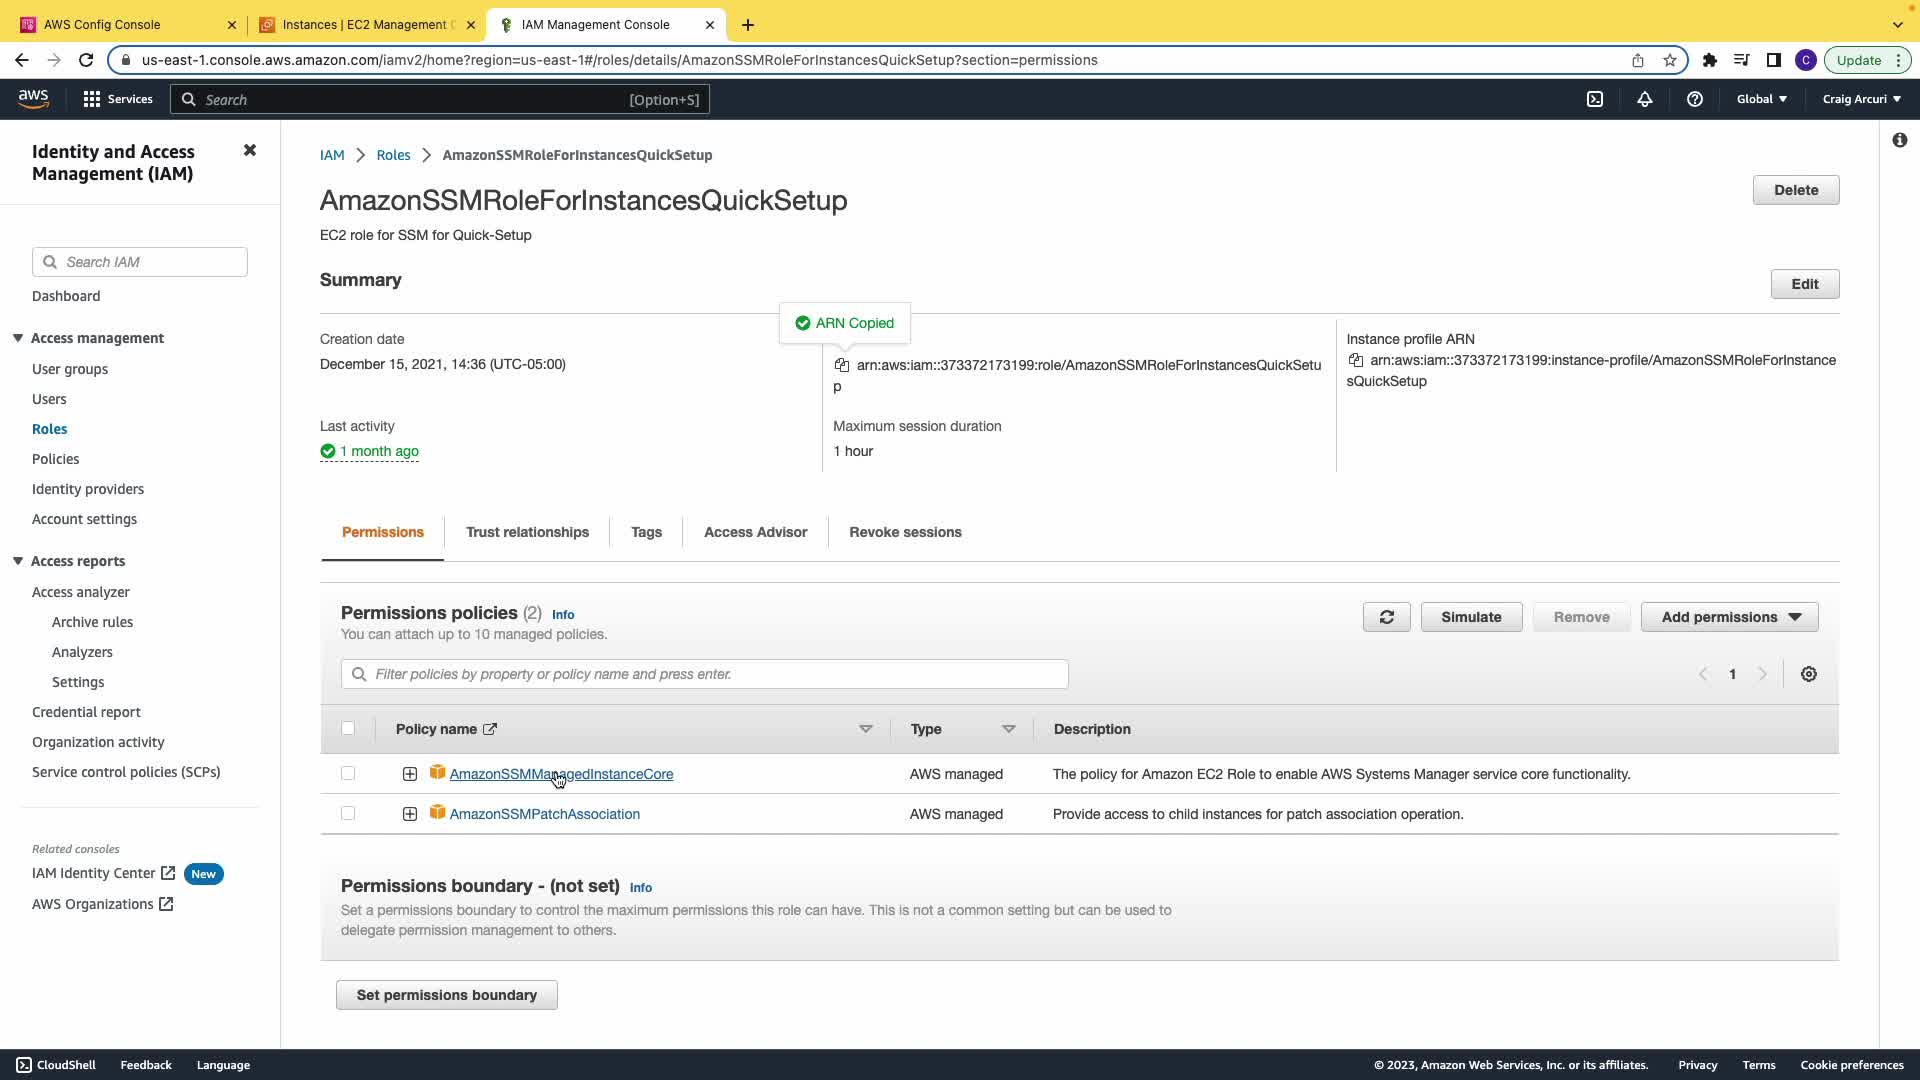 AWS Config Console
Instances | EC2 Management C
IAM Management Console
us-east-1.console.aws.amazon.com/iamv2/home?region=us-east-1#/roles/details/AmazonSSMRoleForInstancesQuickSetup?section=permissions
C
Update
aws
Services
Search
[Option+S]
Global
Craig Arcuri
Identity and Access
Management (IAM)
Search IAM
Dashboard
Access management
User groups
Users
Roles
Policies
Identity providers
Account settings
Access reports
Access analyzer
Archive rules
Analyzers
Settings
Credential report
Organization activity
Service control policies (SCPs)
Related consoles
IAM Identity Center New
AWS Organizations
IAM > Roles > AmazonSSMRoleForInstancesQuickSetup
AmazonSSMRoleForInstancesQuickSetup
Delete
EC2 role for SSM for Quick-Setup
Summary
Edit
Creation date
December 15, 2021, 14:36 (UTC-05:00)
ARN Copied
arn:aws:iam::373372173199:role/AmazonSSMRoleForInstancesQuickSetu
p
Instance profile ARN
arn:aws:iam::373372173199:instance-profile/AmazonSSMRoleForInstance
sQuickSetup
Last activity
1 month ago
Maximum session duration
1 hour
Permissions
Trust relationships
Tags
Access Advisor
Revoke sessions
Permissions policies (2) Info
You can attach up to 10 managed policies.
Simulate
Remove
Add permissions
Filter policies by property or policy name and press enter.
1
Policy name
Type
Description
AmazonSSMManagedInstanceCore
AWS managed
The policy for Amazon EC2 Role to enable AWS Systems Manager service core functionality.
AmazonSSMPatchAssociation
AWS managed
Provide access to child instances for patch association operation.
Permissions boundary - (not set) Info
Set a permissions boundary to control the maximum permissions this role can have. This is not a common setting but can be used to
delegate permission management to others.
Set permissions boundary
CloudShell
Feedback
Language
© 2023, Amazon Web Services, Inc. or its affiliates.
Privacy
Terms
Cookie preferences